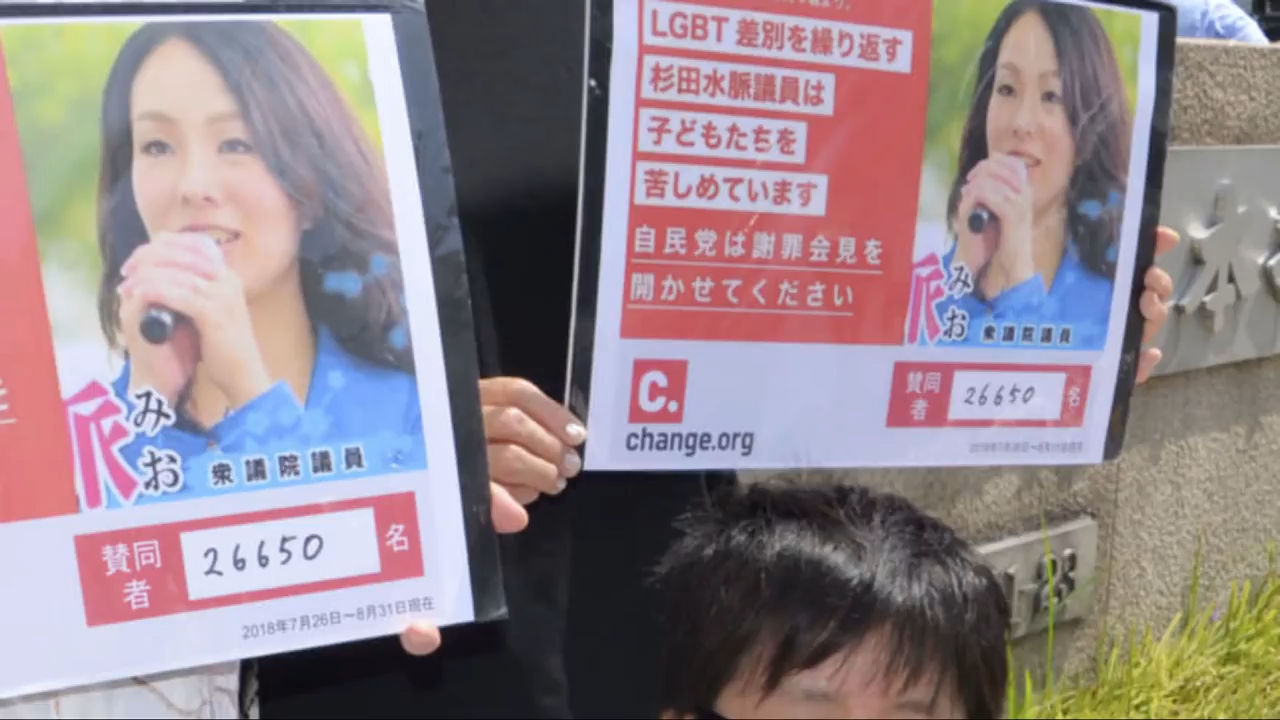 派
みお
衆議院議員
賛同者
26650
名
2018年7月26日〜8月31日現在
LGBT 差別を繰り返す
杉田水脈議員は
子どもたちを
苦しめています
自民党は謝罪会見を
開かせてください
派
みお
衆議院議員
C.
change.org
賛同者
26650
名